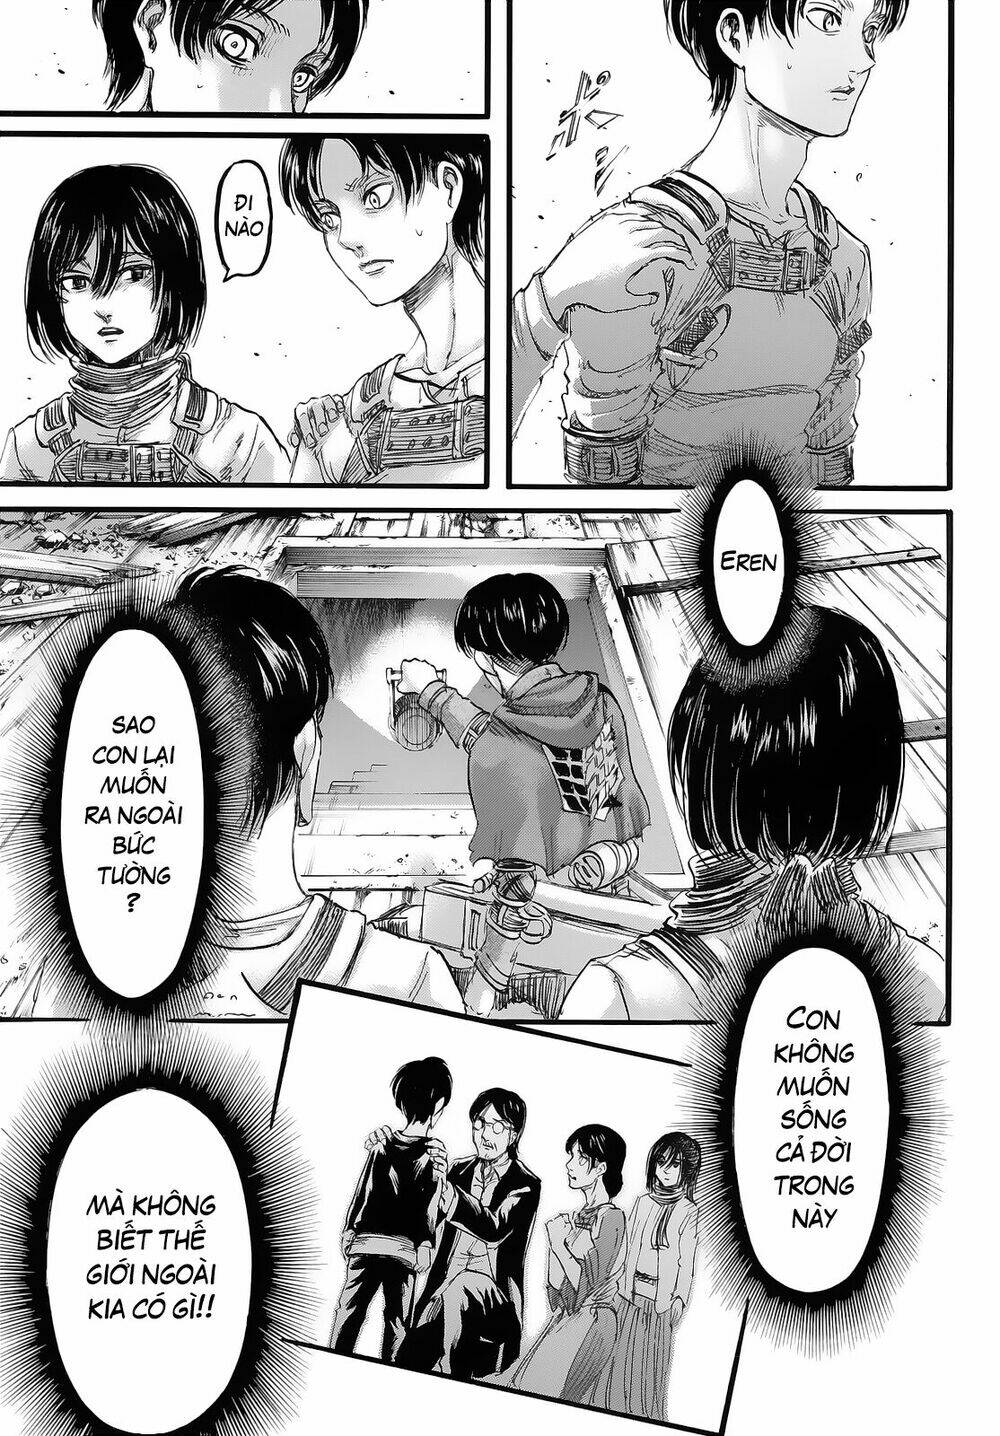 ĐI
NÀO
EREN
SAO
CON LẠI
MUỐN
RA NGOÀI
BỨC
TƯỜNG
?
CON
KHÔNG
MUỐN
SỐNG
CẢ ĐỜI
TRONG
NÀY
MÀ KHÔNG
BIẾT THẾ
GIỚI NGOÀI
KIA CÓ GÌ!!